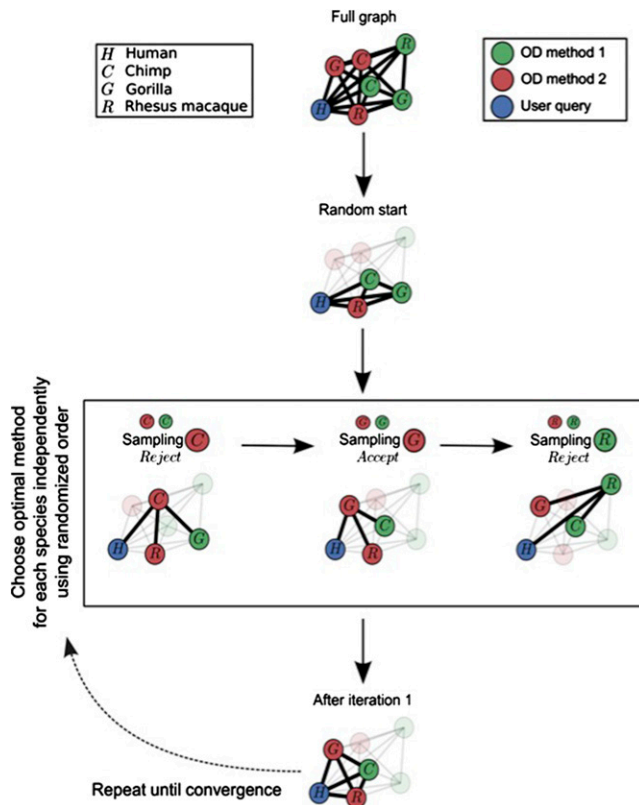 Full graph
H Human
C Chimp
G Gorilla
R Rhesus macaque
OD method 1
OD method 2
User query
R
G C
C
H R G
Random start
C
H R G
Choose optimal method
for each species independently
using randomized order
C C
Sampling C
Reject
C
H R G
G G
Sampling G
Accept
G
C
H R
R R
Sampling R
Reject
R
G
C
H
After iteration 1
G
C
H R
Repeat until convergence